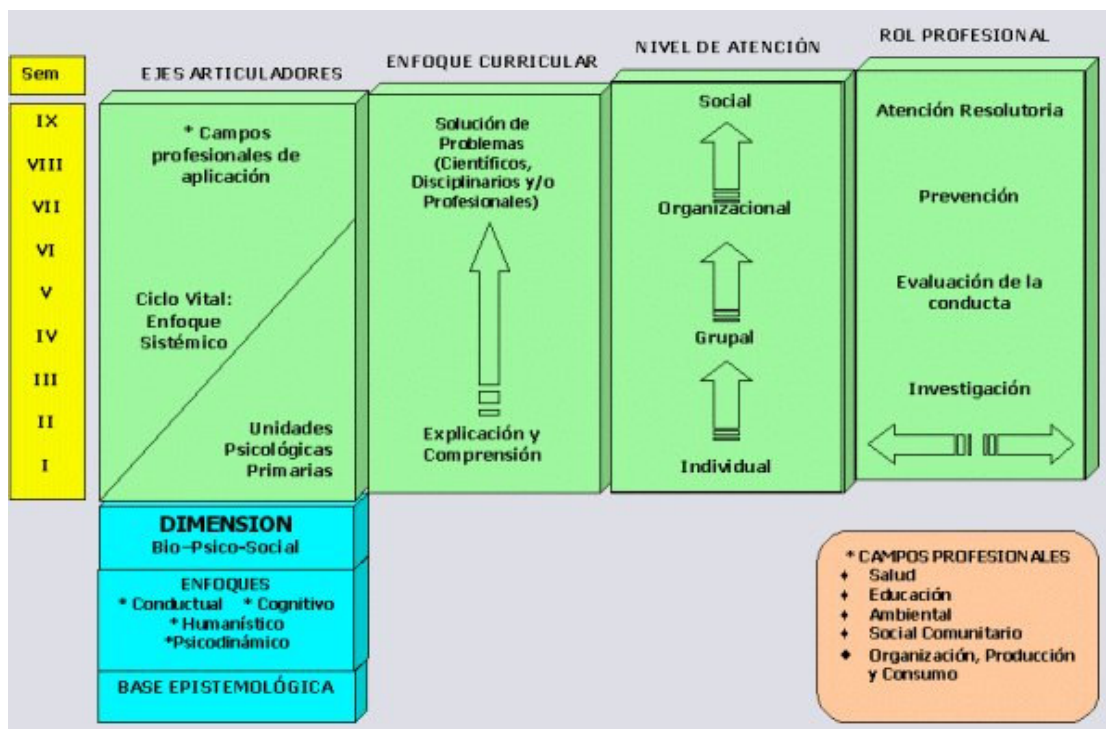 Sem
IX
VIII
VII
VI
V
IV
III
II
I
EJES ARTICULADORES
* Campos
profesionales de
aplicación
Ciclo Vital:
Enfoque
Sistémico
Unidades
Psicológicas
Primarias
DIMENSION
Bio-Psico-Social
ENFOQUES
* Conductual * Cognitivo
* Humanístico
*Psicodinámico
BASE EPISTEMOLÓGICA
ENFOQUE CURRICULAR
Solución de
Problemas
(Científicos,
Disciplinarios y/o
Profesionales)
Explicación y
Comprensión
NIVEL DE ATENCIÓN
Social
Organizacional
Grupal
Individual
ROL PROFESIONAL
Atención Resolutoria
Prevención
Evaluación de la
conducta
Investigación
* CAMPOS PROFESIONALES
♦ Salud
♦ Educación
♦ Ambiental
♦ Social Comunitario
♦ Organización, Producción
y Consumo